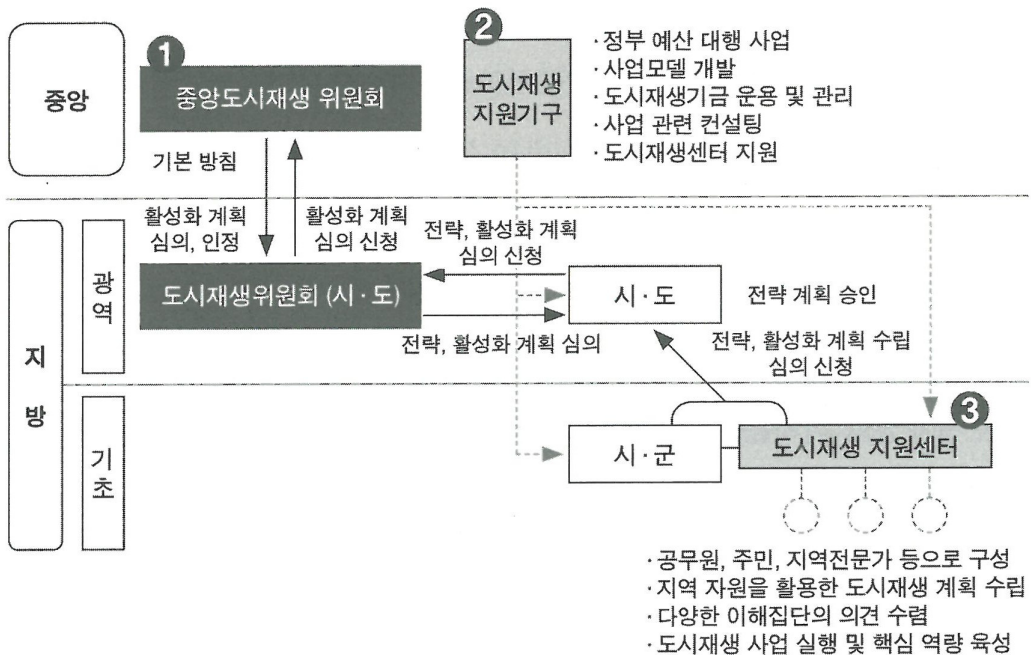 중앙
1
중앙도시재생 위원회
기본 방침
2
도시재생
지원기구
·정부 예산 대행 사업
·사업모델 개발
·도시재생기금 운용 및 관리
·사업 관련 컨설팅
·도시재생센터 지원
지
방
광
역
활성화 계획
심의, 인정
활성화 계획
심의 신청
전략, 활성화 계획
심의 신청
도시재생위원회 (시·도)
시·도
전략 계획 승인
전략, 활성화 계획 심의
전략, 활성화 계획 수립
심의 신청
기
초
시·군
3
도시재생 지원센터
·공무원, 주민, 지역전문가 등으로 구성
·지역 자원을 활용한 도시재생 계획 수립
·다양한 이해집단의 의견 수렴
·도시재생 사업 실행 및 핵심 역량 육성